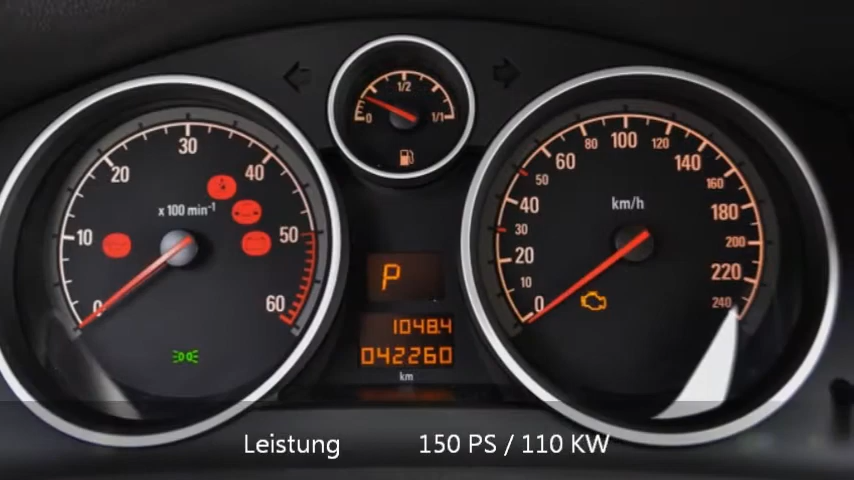 1/2
0 1/1
10 20 30 40 50 60
0
x 100 min⁻¹
0 10 20 30 40 50 60 80 100 120 140 160 180 200 220 240
km/h
P
1048.4
042260
km
Leistung 150 PS / 110 KW